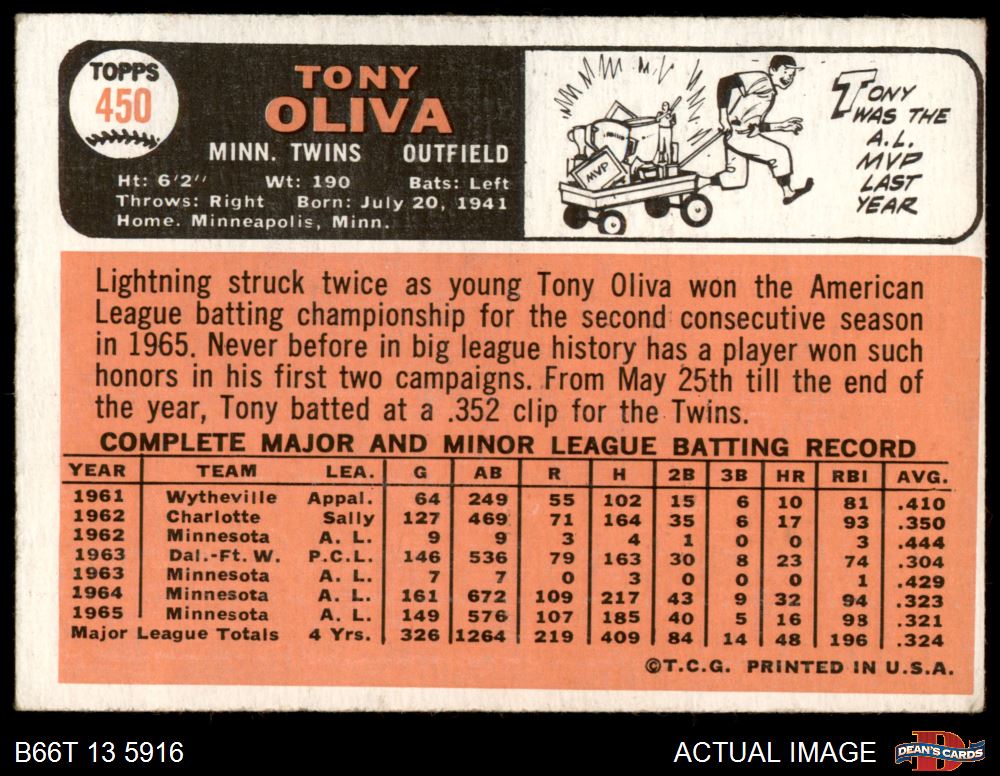 TOPPS
450
TONY
OLIVA
MINN. TWINS OUTFIELD
Ht: 6'2'' Wt: 190 Bats: Left
Throws: Right Born: July 20, 1941
Home. Minneapolis, Minn.
MVP
TONY
WAS THE
A.L.
MVP
LAST
YEAR
Lightning struck twice as young Tony Oliva won the American
League batting championship for the second consecutive season
in 1965. Never before in big league history has a player won such
honors in his first two campaigns. From May 25th till the end of
the year, Tony batted at a .352 clip for the Twins.
COMPLETE MAJOR AND MINOR LEAGUE BATTING RECORD
YEAR TEAM LEA. G AB R H 2B 3B HR RBI AVG.
1961 Wytheville Appal. 64 249 55 102 15 6 10 81 .410
1962 Charlotte Sally 127 469 71 164 35 6 17 93 .350
1962 Minnesota A. L. 9 9 3 4 1 0 0 3 .444
1963 Dal.-Ft. W. P.C.L. 146 536 79 163 30 8 23 74 .304
1963 Minnesota A. L. 7 7 0 3 0 0 0 1 .429
1964 Minnesota A. L. 161 672 109 217 43 9 32 94 .323
1965 Minnesota A. L. 149 576 107 185 40 5 16 98 .321
Major League Totals 4 Yrs. 326 1264 219 409 84 14 48 196 .324
©T.C.G. PRINTED IN U.S.A.
B66T 13 5916 ACTUAL IMAGE DEAN'S CARDS